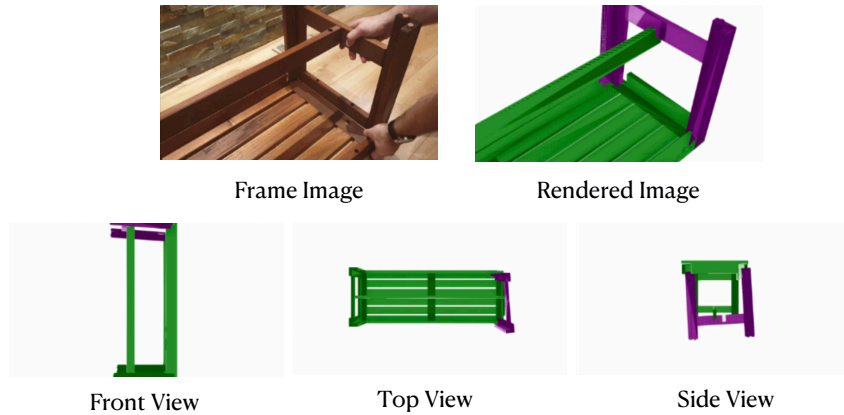 Frame Image
Rendered Image
Front View
Top View
Side View